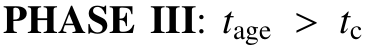 PHASE III: t_age > t_c